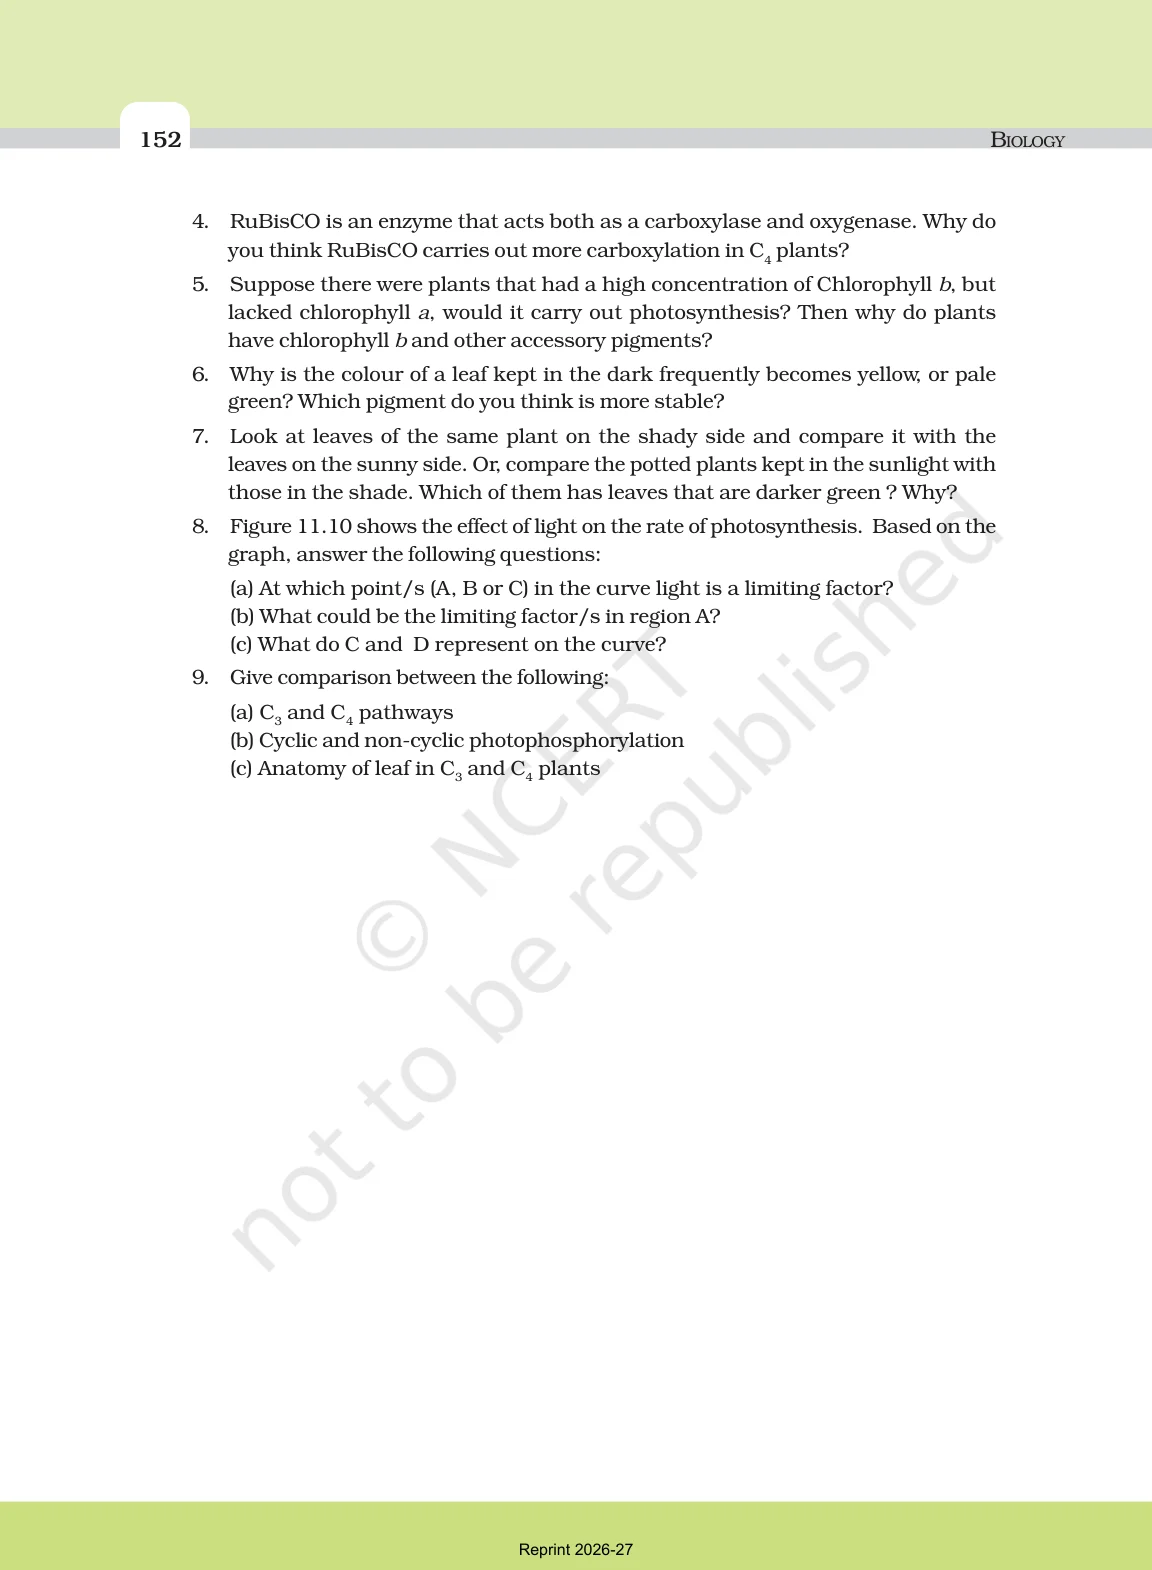 152
BIOLOGY
4. RuBisCO is an enzyme that acts both as a carboxylase and oxygenase. Why do
you think RuBisCO carries out more carboxylation in C4 plants?
5. Suppose there were plants that had a high concentration of Chlorophyll b, but
lacked chlorophyll a, would it carry out photosynthesis? Then why do plants
have chlorophyll b and other accessory pigments?
6. Why is the colour of a leaf kept in the dark frequently becomes yellow, or pale
green? Which pigment do you think is more stable?
7. Look at leaves of the same plant on the shady side and compare it with the
leaves on the sunny side. Or, compare the potted plants kept in the sunlight with
those in the shade. Which of them has leaves that are darker green ? Why?
8. Figure 11.10 shows the effect of light on the rate of photosynthesis. Based on the
graph, answer the following questions:
(a) At which point/s (A, B or C) in the curve light is a limiting factor?
(b) What could be the limiting factor/s in region A?
(c) What do C and D represent on the curve?
9. Give comparison between the following:
(a) C3 and C4 pathways
(b) Cyclic and non-cyclic photophosphorylation
(c) Anatomy of leaf in C3 and C4 plants
© NCERT
not to be republished
Reprint 2026-27